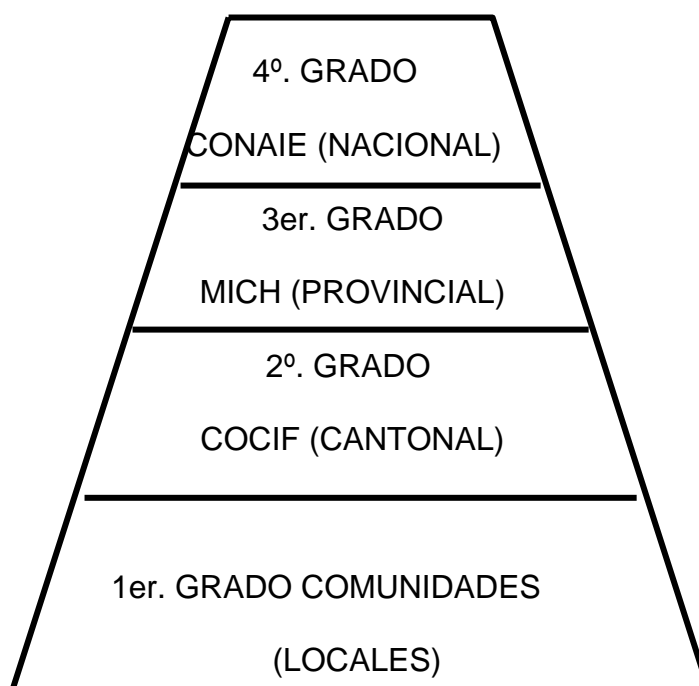 4º. GRADO
CONAIE (NACIONAL)
3er. GRADO
MICH (PROVINCIAL)
2º. GRADO
COCIF (CANTONAL)
1er. GRADO COMUNIDADES
(LOCALES)